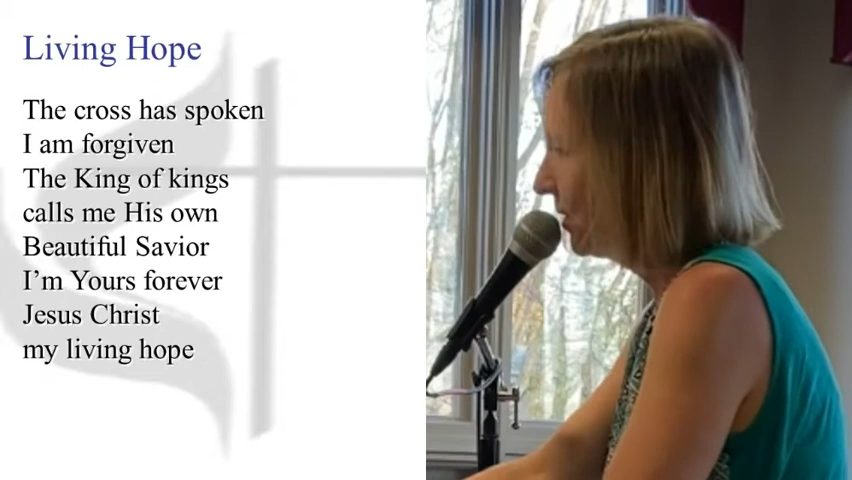 Living Hope
The cross has spoken
I am forgiven
The King of kings
calls me His own
Beautiful Savior
I’m Yours forever
Jesus Christ
my living hope